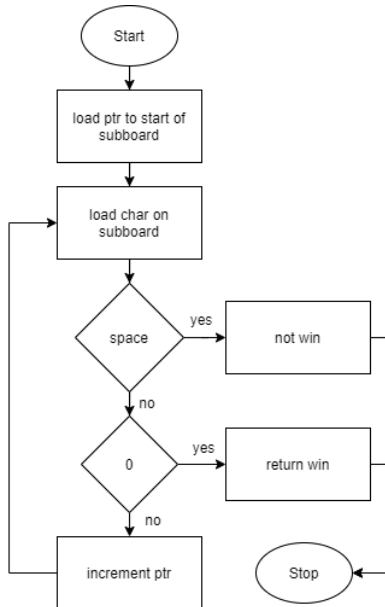 Start
load ptr to start of
subboard
load char on
subboard
space
yes
not win
no
0
yes
return win
no
increment ptr
Stop